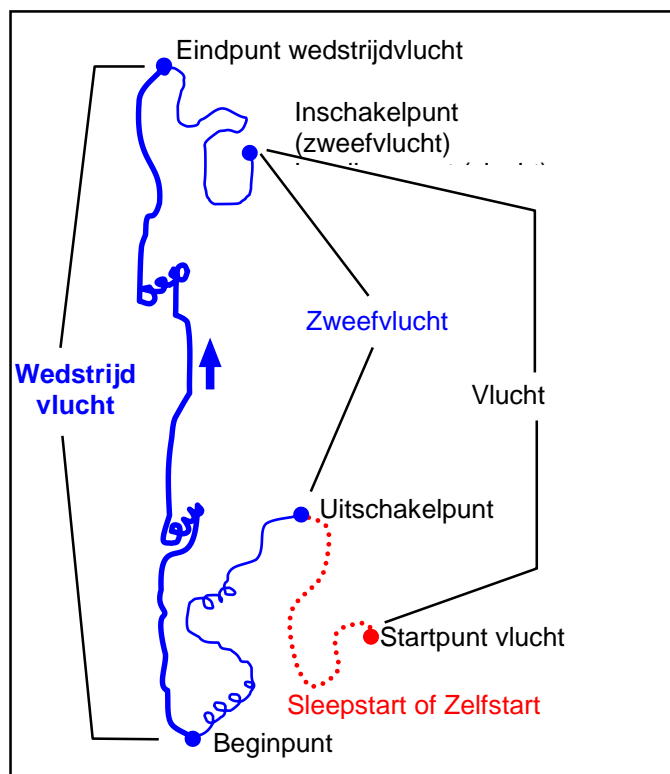 Eindpunt wedstrijdvlucht
Inschakelpunt
(zweefvlucht)
Zweefvlucht
Wedstrijd
vlucht
Vlucht
Uitschakelpunt
Startpunt vlucht
Sleepstart of Zelfstart
Beginpunt